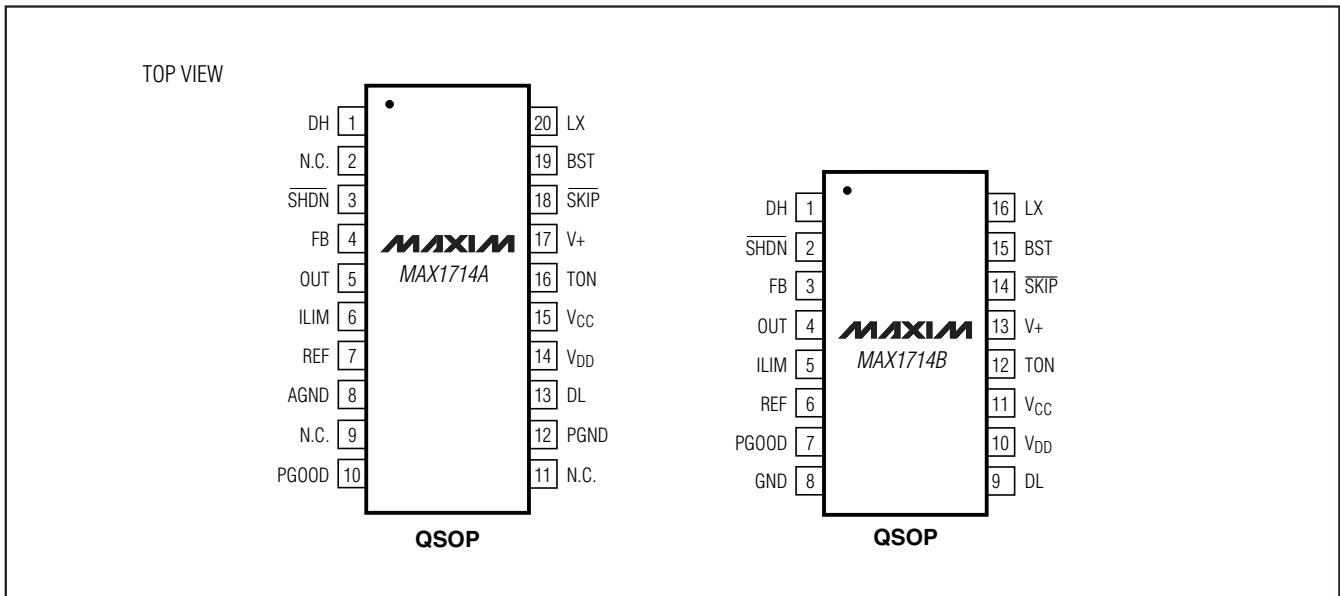 TOP VIEW
DH 1
N.C. 2
SHDN 3
FB 4
OUT 5
ILIM 6
REF 7
AGND 8
N.C. 9
PGOOD 10
MAXIM
MAX1714A
20 LX
19 BST
18 SKIP
17 V+
16 TON
15 VCC
14 VDD
13 DL
12 PGND
11 N.C.
QSOP
DH 1
SHDN 2
FB 3
OUT 4
ILIM 5
REF 6
PGOOD 7
GND 8
MAXIM
MAX1714B
16 LX
15 BST
14 SKIP
13 V+
12 TON
11 VCC
10 VDD
9 DL
QSOP